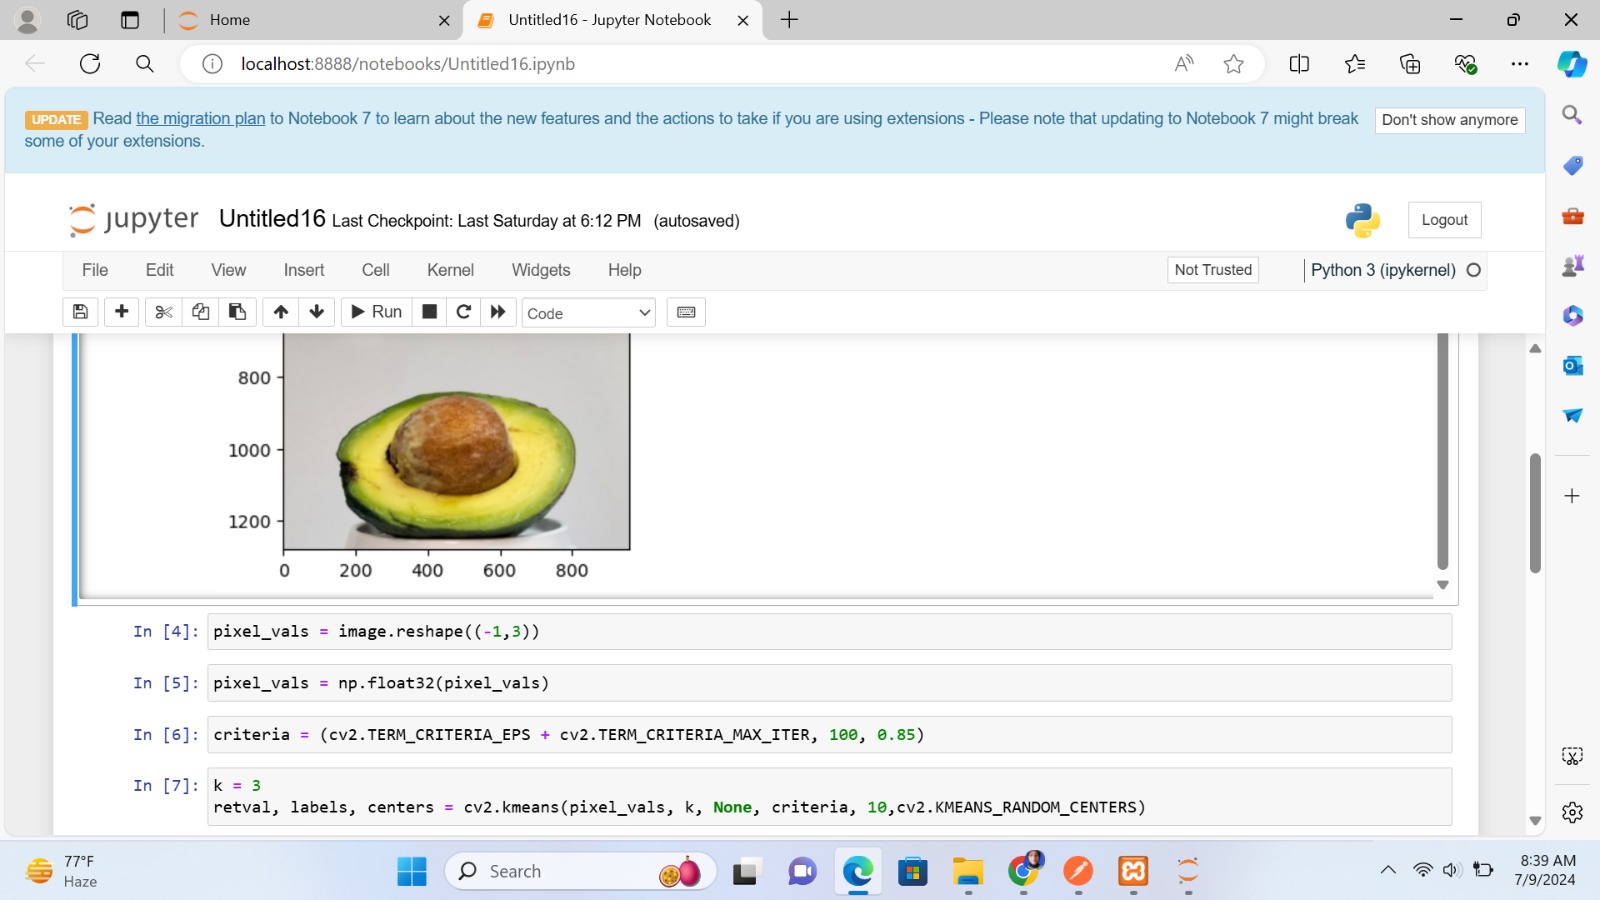 Home
Untitled16 - Jupyter Notebook
localhost:8888/notebooks/Untitled16.ipynb
UPDATE Read the migration plan to Notebook 7 to learn about the new features and the actions to take if you are using extensions - Please note that updating to Notebook 7 might break
some of your extensions.
Don't show anymore
jupyter Untitled16 Last Checkpoint: Last Saturday at 6:12 PM (autosaved)
Logout
File Edit View Insert Cell Kernel Widgets Help
Not Trusted
Python 3 (ipykernel)
Run
Code
800
1000
1200
0 200 400 600 800
In [4]: pixel_vals = image.reshape((-1,3))
In [5]: pixel_vals = np.float32(pixel_vals)
In [6]: criteria = (cv2.TERM_CRITERIA_EPS + cv2.TERM_CRITERIA_MAX_ITER, 100, 0.85)
In [7]: k = 3
retval, labels, centers = cv2.kmeans(pixel_vals, k, None, criteria, 10,cv2.KMEANS_RANDOM_CENTERS)
77°F
Haze
Search
8:39 AM
7/9/2024